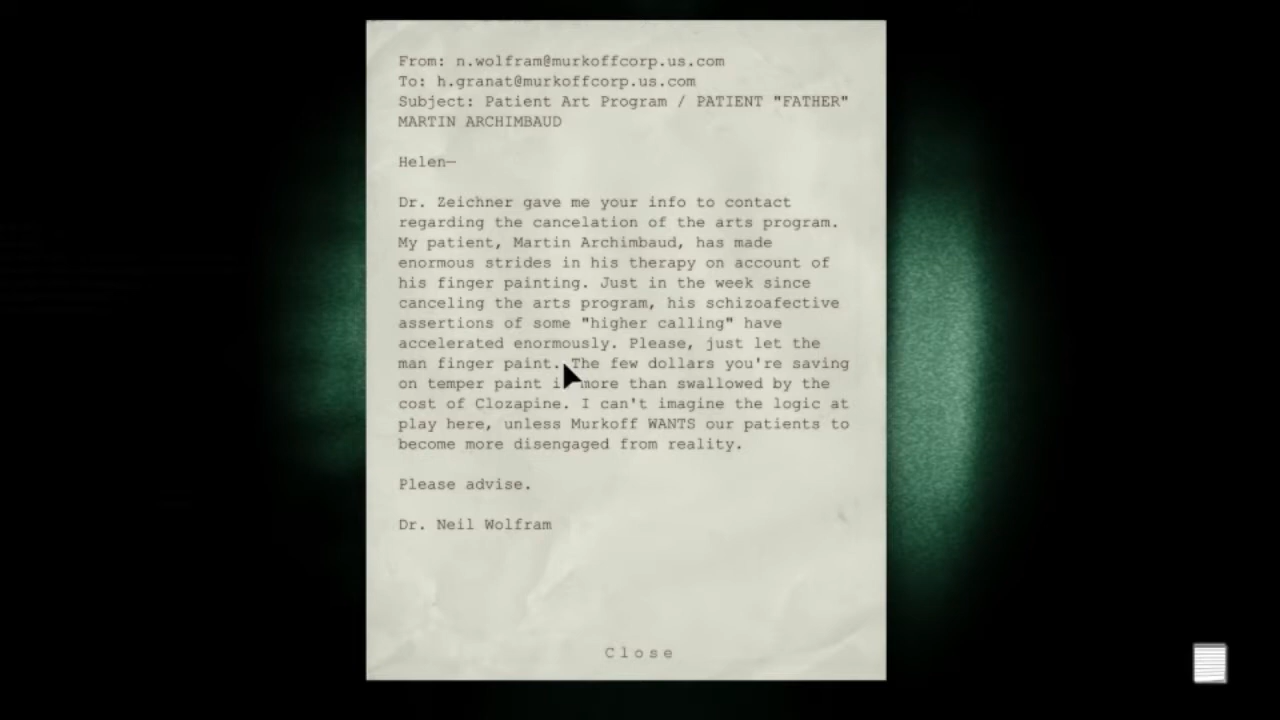 From: n.wolfram@murkoffcorp.us.com
To: h.granat@murkoffcorp.us.com
Subject: Patient Art Program / PATIENT "FATHER"
MARTIN ARCHIMBAUD
Helen—
Dr. Zeichner gave me your info to contact
regarding the cancelation of the arts program.
My patient, Martin Archimbaud, has made
enormous strides in his therapy on account of
his finger painting. Just in the week since
canceling the arts program, his schizoafective
assertions of some "higher calling" have
accelerated enormously. Please, just let the
man finger paint. The few dollars you're saving
on temper paint more than swallowed by the
cost of Clozapine. I can't imagine the logic at
play here, unless Murkoff WANTS our patients to
become more disengaged from reality.
Please advise.
Dr. Neil Wolfram
Close